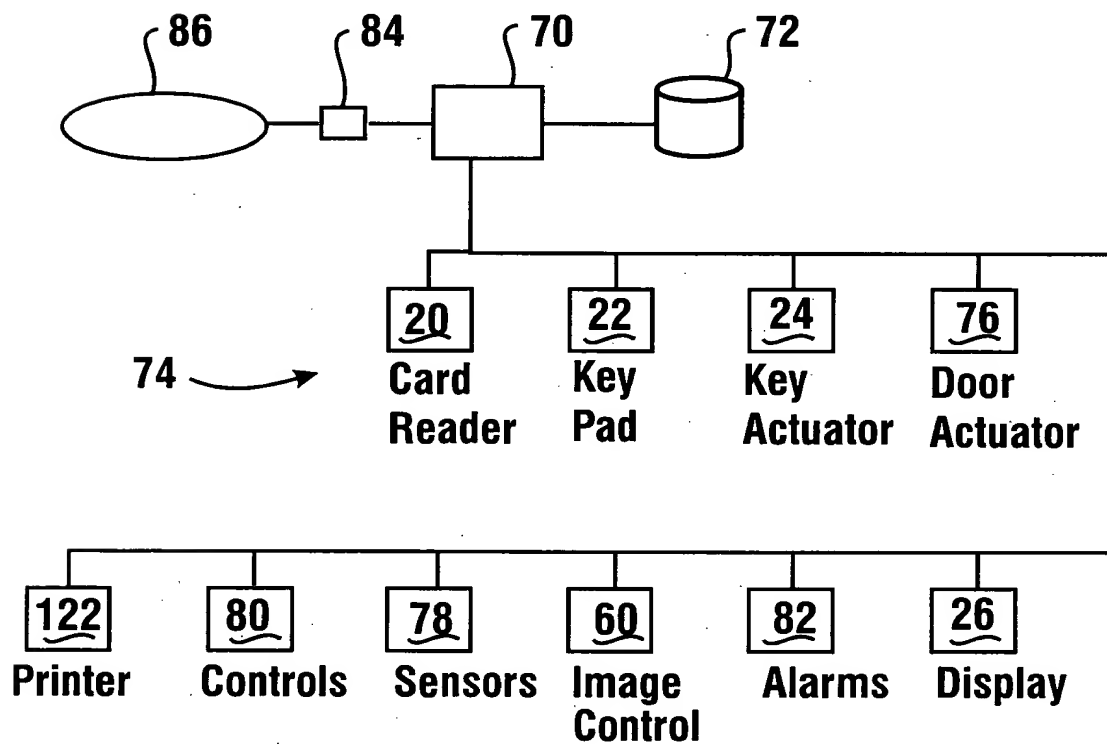 86 84 70 72
20 22 24 76
74
Card Reader
Key Pad
Key Actuator
Door Actuator
122 80 78 60 82 26
Printer
Controls
Sensors
Image Control
Alarms
Display